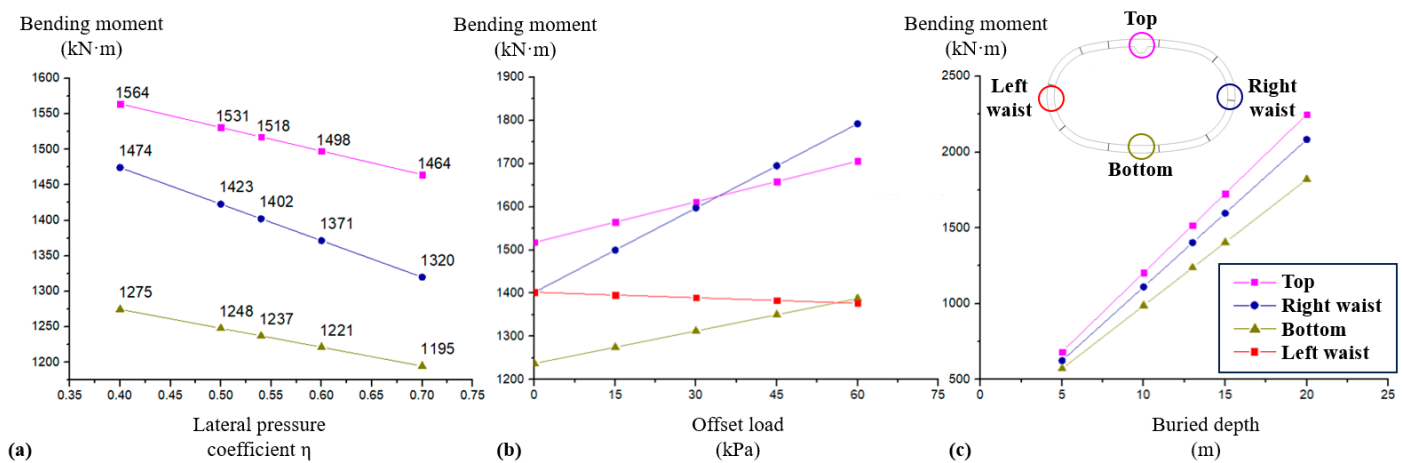 Bending moment
(kN·m)
1600
1550
1500
1450
1400
1350
1300
1250
1200
1564
1531
1518
1498
1464
1474
1423
1402
1371
1320
1275
1248
1237
1221
1195
0.35 0.40 0.45 0.50 0.55 0.60 0.65 0.70 0.75
Lateral pressure
coefficient η
(a)
Bending moment
(kN·m)
1900
1800
1700
1600
1500
1400
1300
1200
0 15 30 45 60 75
Offset load
(kPa)
(b)
Bending moment
(kN·m)
2500
2000
1500
1000
500
0 5 10 15 20 25
Buried depth
(m)
(c)
Top
Left
waist
Right
waist
Bottom
Top
Right waist
Bottom
Left waist